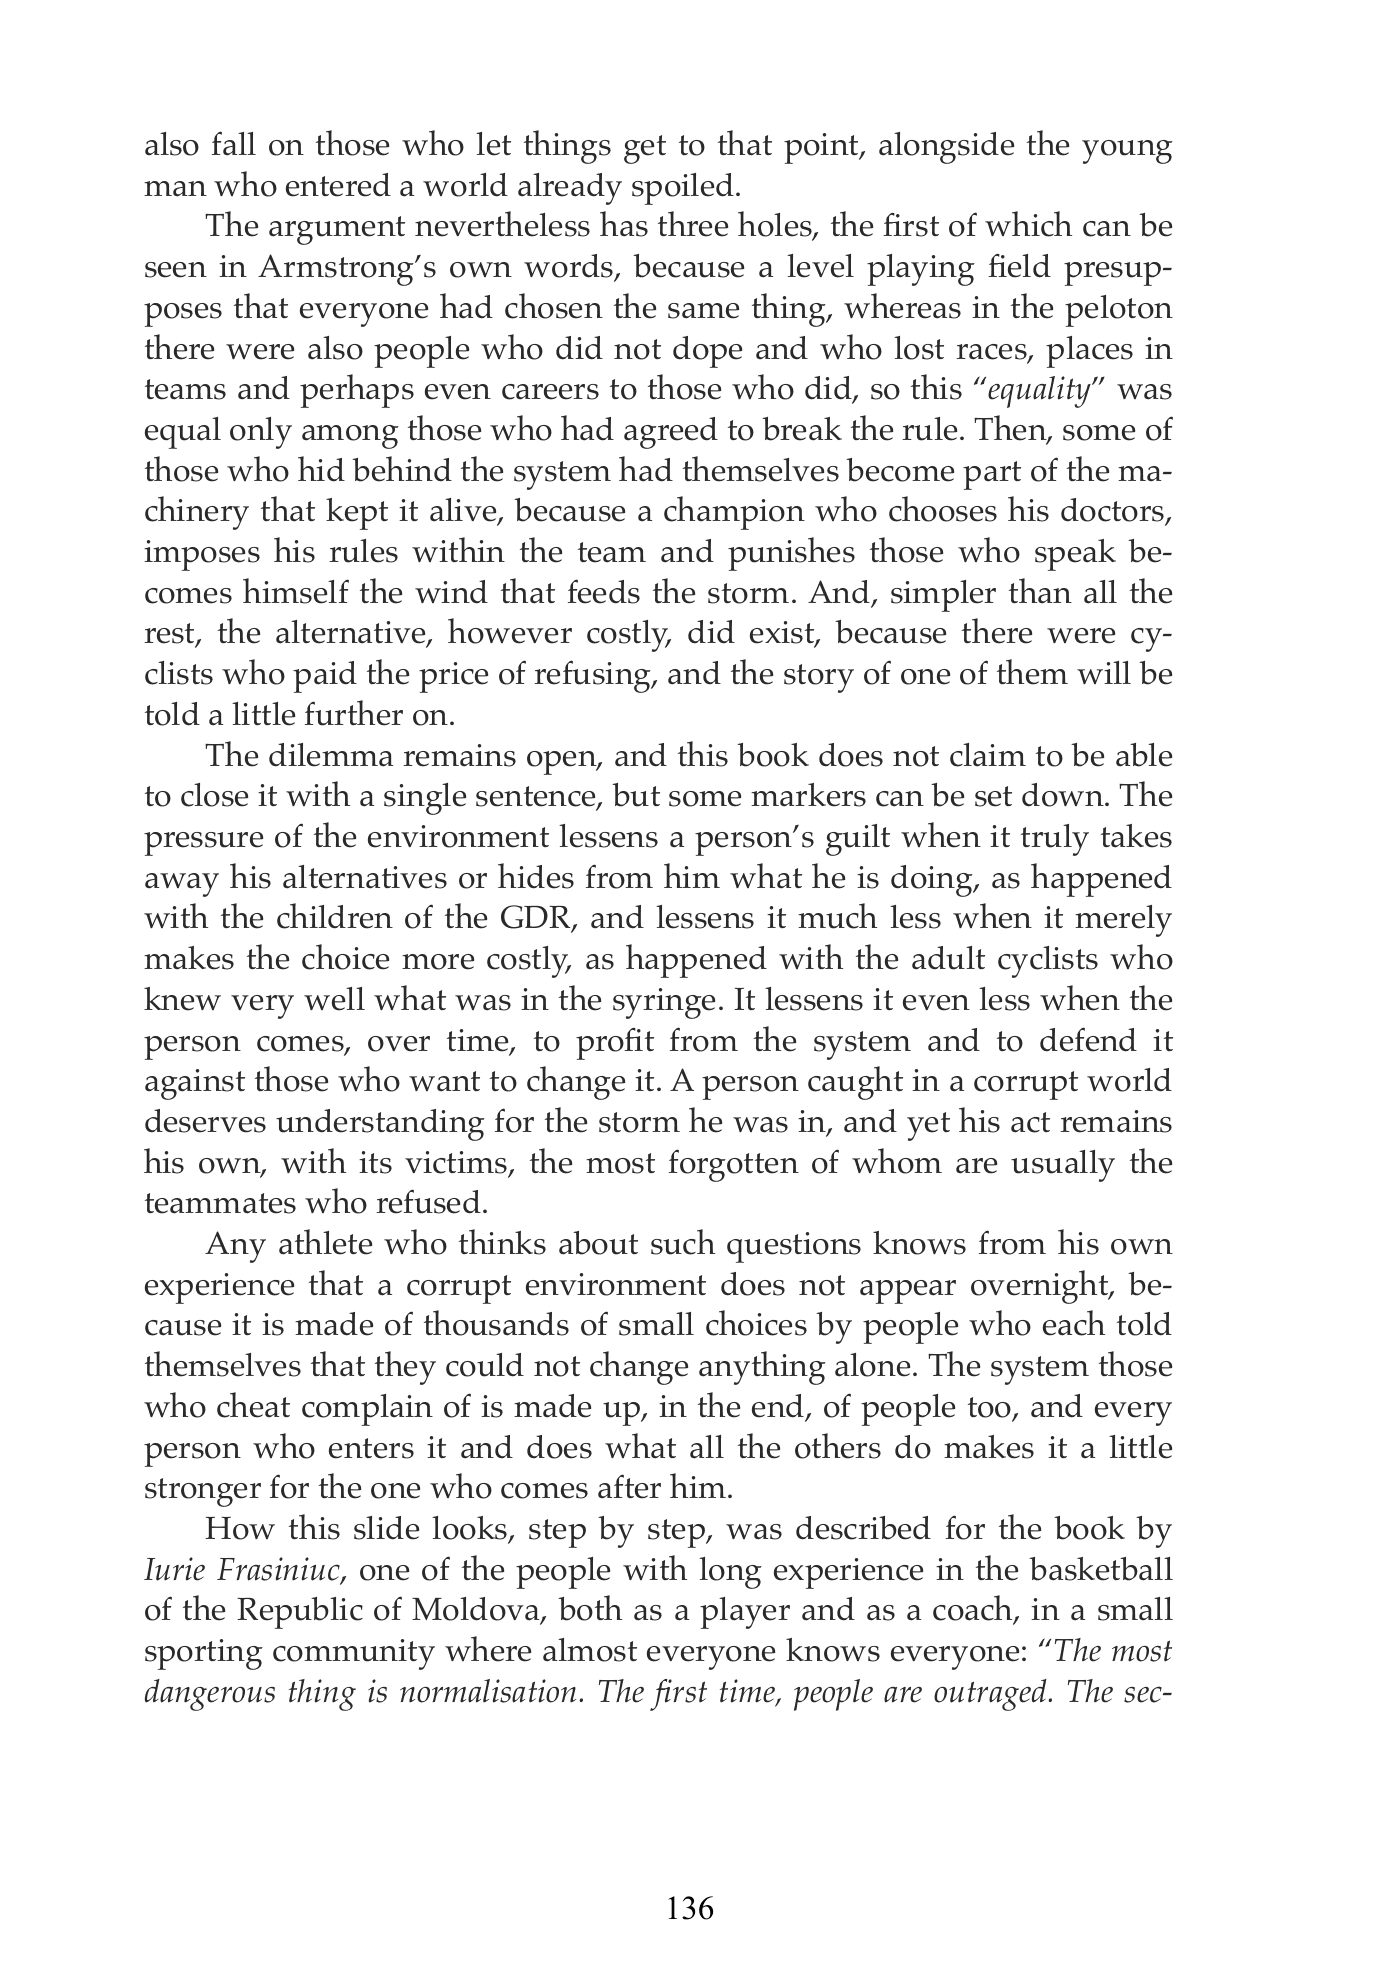 also fall on those who let things get to that point, alongside the young
man who entered a world already spoiled.
The argument nevertheless has three holes, the first of which can be
seen in Armstrong’s own words, because a level playing field presup-
poses that everyone had chosen the same thing, whereas in the peloton
there were also people who did not dope and who lost races, places in
teams and perhaps even careers to those who did, so this “equality” was
equal only among those who had agreed to break the rule. Then, some of
those who hid behind the system had themselves become part of the ma-
chinery that kept it alive, because a champion who chooses his doctors,
imposes his rules within the team and punishes those who speak be-
comes himself the wind that feeds the storm. And, simpler than all the
rest, the alternative, however costly, did exist, because there were cy-
clists who paid the price of refusing, and the story of one of them will be
told a little further on.
The dilemma remains open, and this book does not claim to be able
to close it with a single sentence, but some markers can be set down. The
pressure of the environment lessens a person’s guilt when it truly takes
away his alternatives or hides from him what he is doing, as happened
with the children of the GDR, and lessens it much less when it merely
makes the choice more costly, as happened with the adult cyclists who
knew very well what was in the syringe. It lessens it even less when the
person comes, over time, to profit from the system and to defend it
against those who want to change it. A person caught in a corrupt world
deserves understanding for the storm he was in, and yet his act remains
his own, with its victims, the most forgotten of whom are usually the
teammates who refused.
Any athlete who thinks about such questions knows from his own
experience that a corrupt environment does not appear overnight, be-
cause it is made of thousands of small choices by people who each told
themselves that they could not change anything alone. The system those
who cheat complain of is made up, in the end, of people too, and every
person who enters it and does what all the others do makes it a little
stronger for the one who comes after him.
How this slide looks, step by step, was described for the book by
Iurie Frasiniuc, one of the people with long experience in the basketball
of the Republic of Moldova, both as a player and as a coach, in a small
sporting community where almost everyone knows everyone: “The most
dangerous thing is normalisation. The first time, people are outraged. The sec-
136